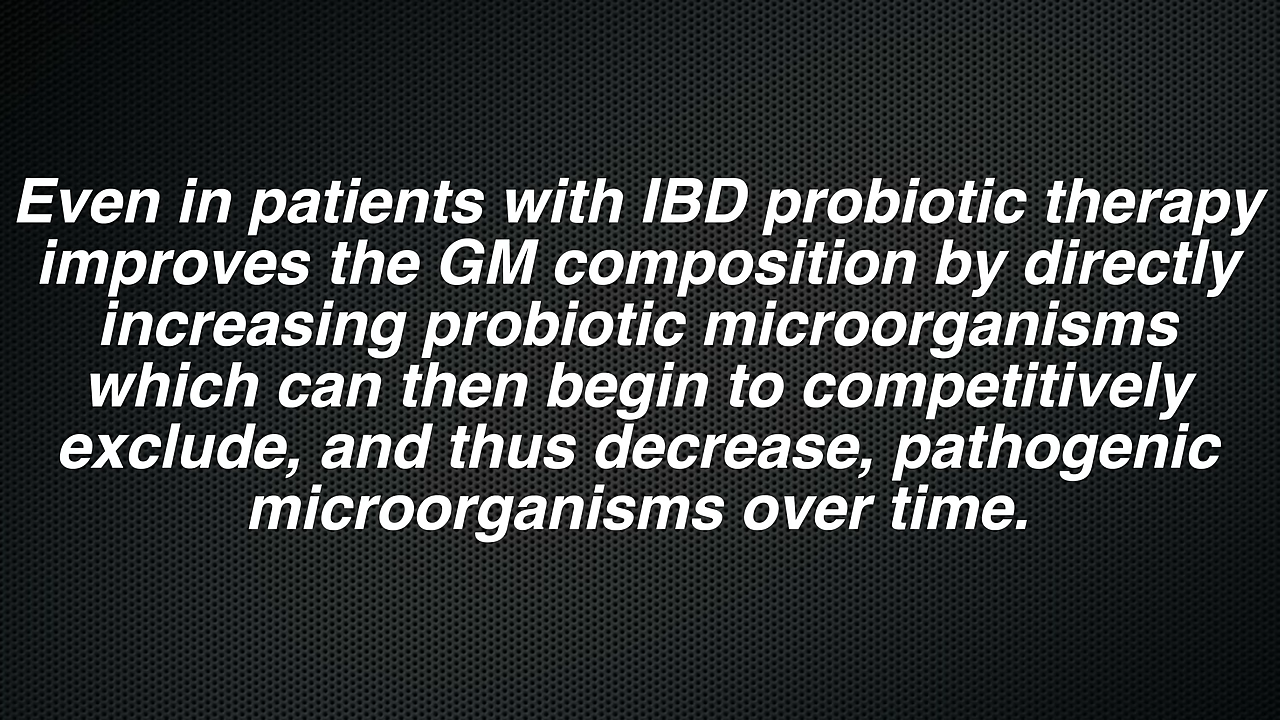 Even in patients with IBD probiotic therapy
improves the GM composition by directly
increasing probiotic microorganisms
which can then begin to competitively
exclude, and thus decrease, pathogenic
microorganisms over time.